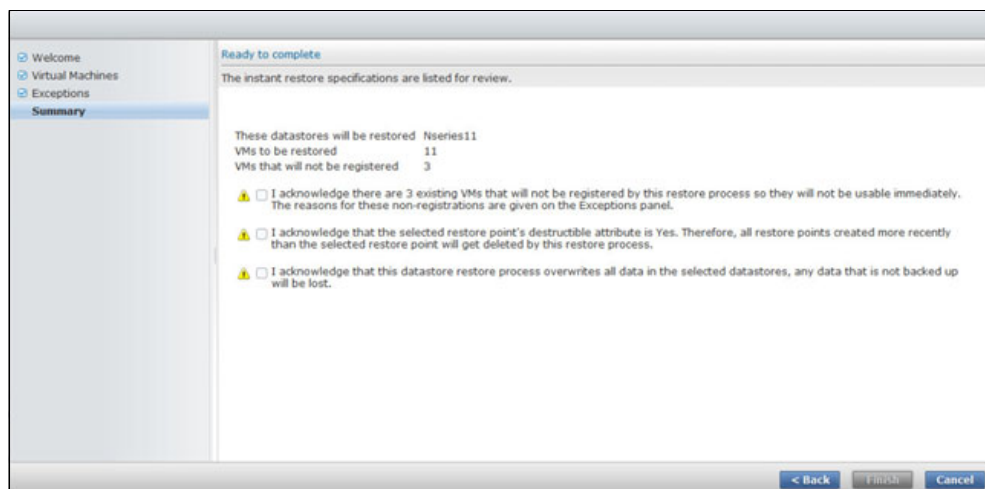 Welcome
Virtual Machines
Exceptions
Summary
Ready to complete
The instant restore specifications are listed for review.
These datastores will be restored Nseries11
VMs to be restored 11
VMs that will not be registered 3
I acknowledge there are 3 existing VMs that will not be registered by this restore process so they will not be usable immediately.
The reasons for these non-registrations are given on the Exceptions panel.
I acknowledge that the selected restore point's destructible attribute is Yes. Therefore, all restore points created more recently
than the selected restore point will get deleted by this restore process.
I acknowledge that this datastore restore process overwrites all data in the selected datastores, any data that is not backed up
will be lost.
< Back Finish Cancel